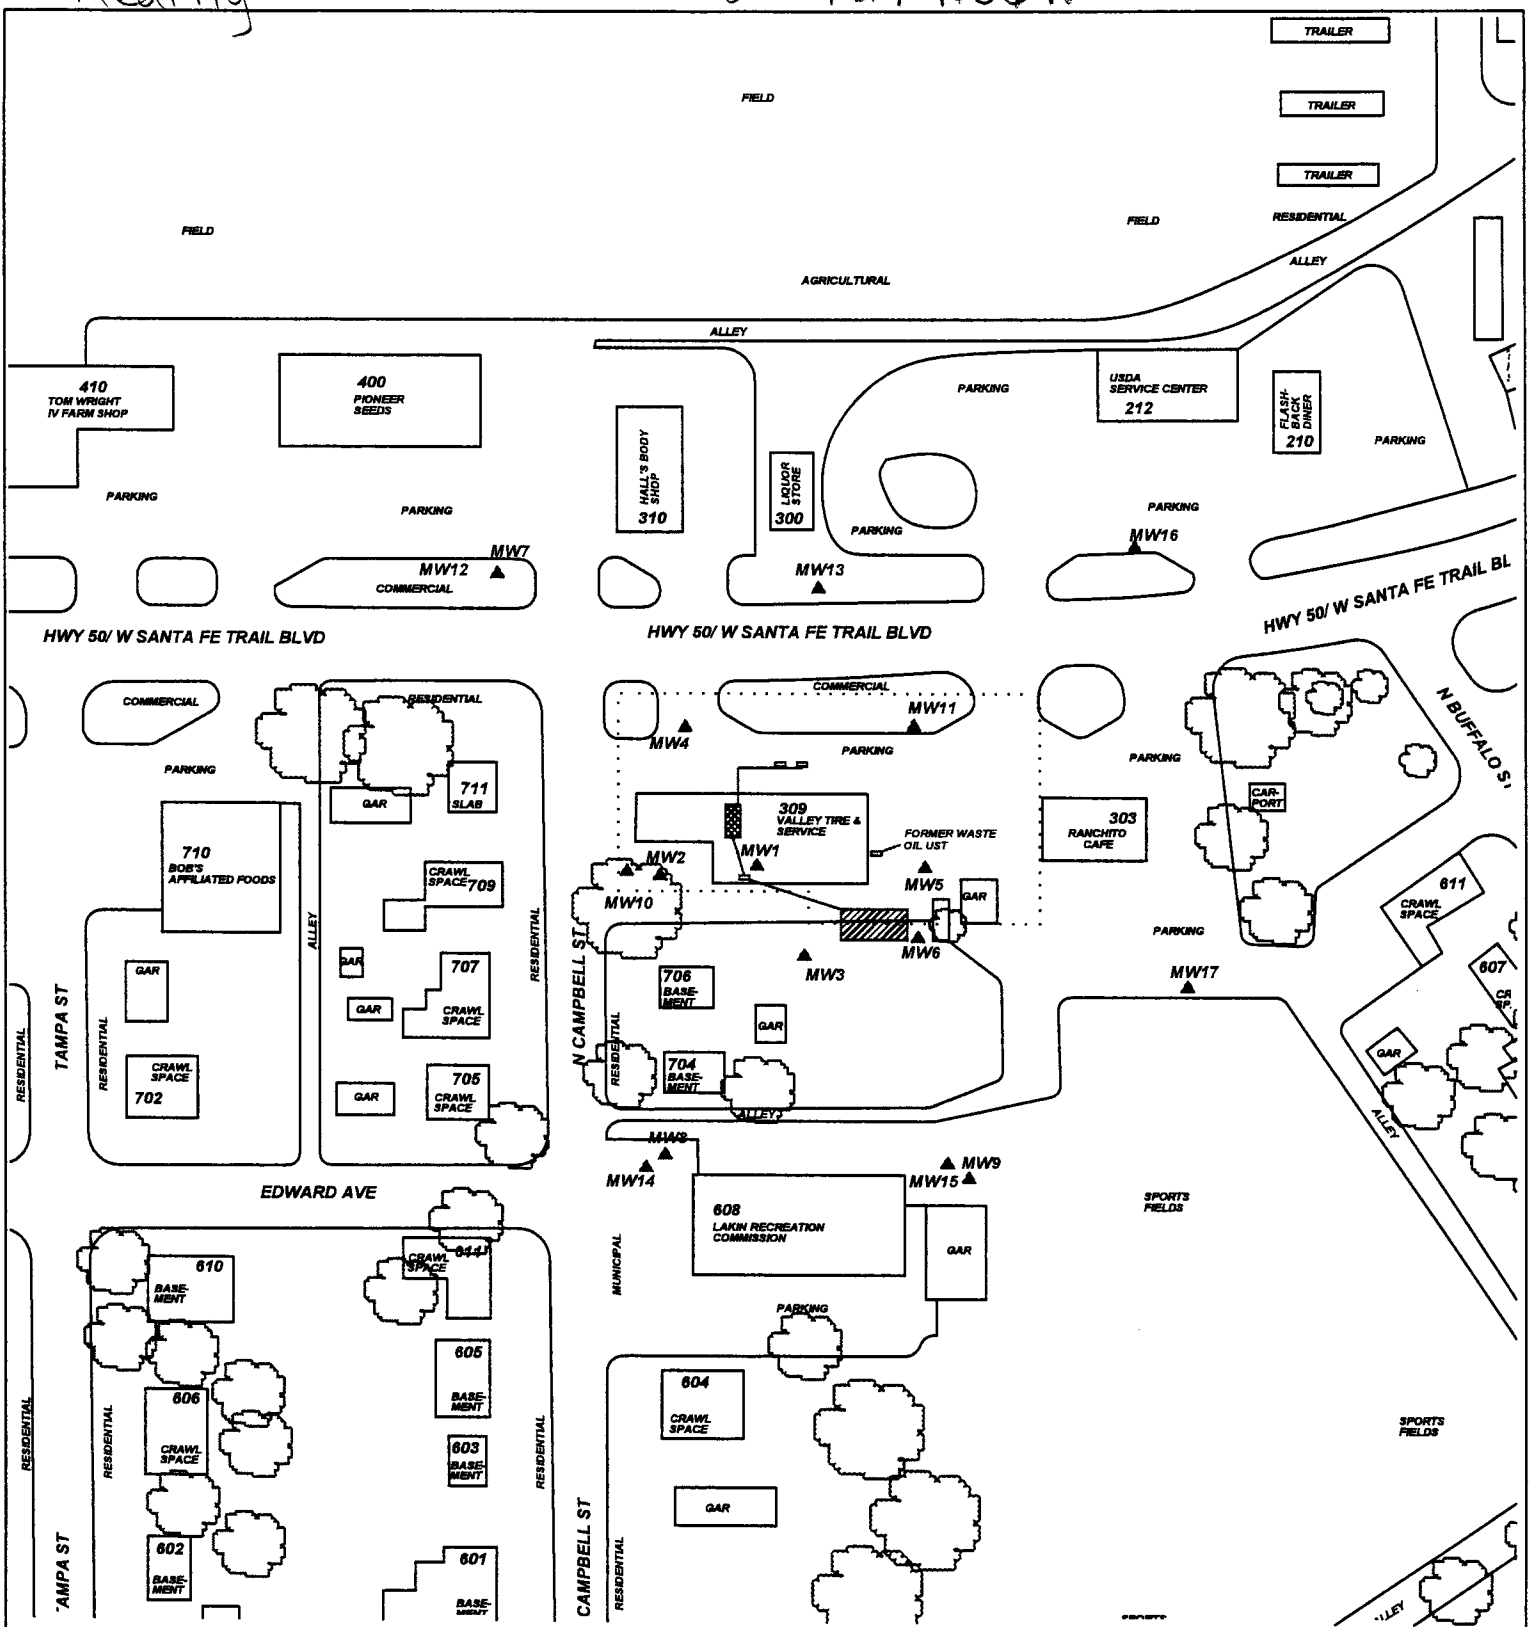 TRAILER
FIELD
TRAILER
TRAILER
FIELD
FIELD
RESIDENTIAL
ALLEY
AGRICULTURAL
ALLEY
410
TOM WRIGHT
IV FARM SHOP
400
PIONEER
SEEDS
PARKING
USDA
SERVICE CENTER
212
FLASH-
BACK
DINER
210
PARKING
HALL'S BODY
SHOP
310
LIQUOR
STORE
300
PARKING
PARKING
PARKING
PARKING
MW16
MW7
MW12
COMMERCIAL
MW13
HWY 50/ W SANTA FE TRAIL BLVD
HWY 50/ W SANTA FE TRAIL BLVD
HWY 50/ W SANTA FE TRAIL BL
COMMERCIAL
RESIDENTIAL
COMMERCIAL
MW11
MW4
N BUFFALO ST
PARKING
PARKING
PARKING
711
SLAB
GAR
CAR-
PORT
309
VALLEY TIRE &
SERVICE
303
RANCHITO
CAFE
FORMER WASTE
OIL UST
710
BOB'S
AFFILIATED FOODS
MW2
MW1
MW5
CRAWL
SPACE
709
MW10
GAR
611
CRAWL
SPACE
ALLEY
RESIDENTIAL
N CAMPBELL ST
PARKING
MW6
MW3
GAR
GAR
707
CRAWL
SPACE
GAR
706
BASE-
MENT
MW17
607
CR
SP
TAMPA ST
RESIDENTIAL
RESIDENTIAL
GAR
RESIDENTIAL
GAR
CRAWL
SPACE
702
GAR
705
CRAWL
SPACE
704
BASE-
MENT
ALLEY
ALLEY
MW8
MW14
MW9
MW15
EDWARD AVE
SPORTS
FIELDS
608
LAKIN RECREATION
COMMISSION
GAR
MUNICIPAL
610
BASE-
MENT
CRAWL
SPACE
611
PARKING
605
BASE-
MENT
604
CRAWL
SPACE
606
CRAWL
SPACE
RESIDENTIAL
RESIDENTIAL
RESIDENTIAL
SPORTS
FIELDS
603
BASE-
MENT
GAR
602
BASE-
MENT
601
BASE-
MENT
AMPA ST
CAMPBELL ST
RESIDENTIAL
SPORTS
LLEY